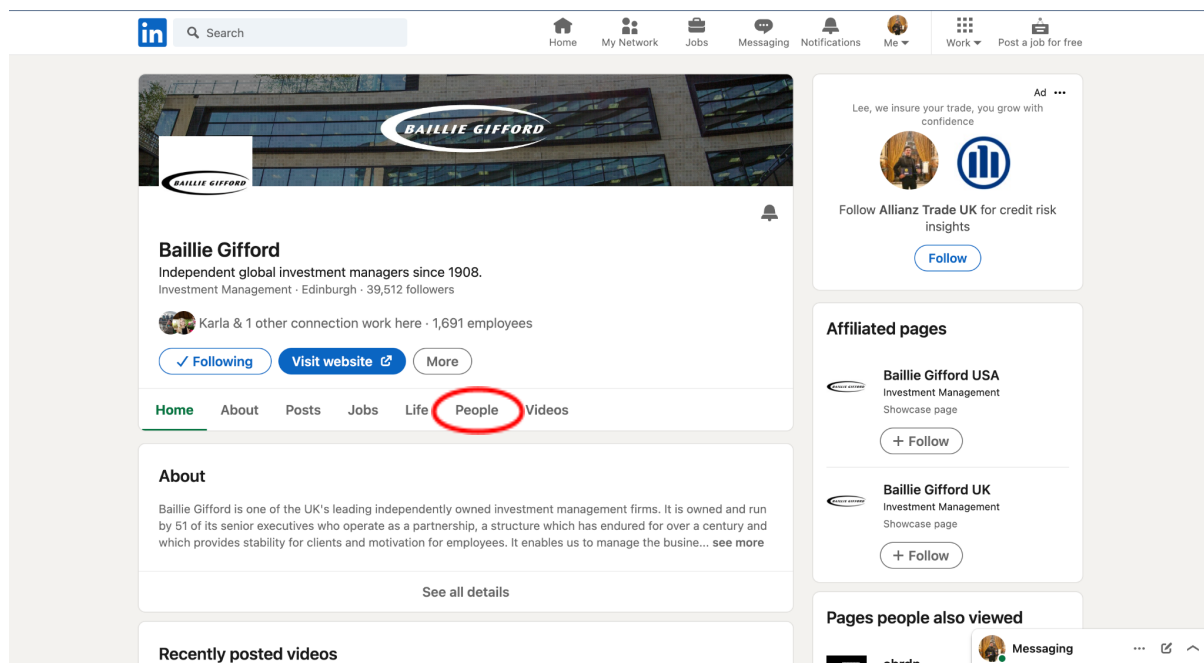 in
Search
Home
My Network
Jobs
Messaging
Notifications
Me
Work
Post a job for free
BAILLIE GIFFORD
BAILLIE GIFFORD
Baillie Gifford
Independent global investment managers since 1908.
Investment Management · Edinburgh · 39,512 followers
Karla & 1 other connection work here · 1,691 employees
Following
Visit website
More
Home
About
Posts
Jobs
Life
People
Videos
About
Baillie Gifford is one of the UK's leading independently owned investment management firms. It is owned and run
by 51 of its senior executives who operate as a partnership, a structure which has endured for over a century and
which provides stability for clients and motivation for employees. It enables us to manage the busine... see more
See all details
Recently posted videos
Ad
Lee, we insure your trade, you grow with
confidence
Follow Allianz Trade UK for credit risk
insights
Follow
Affiliated pages
BAILLIE GIFFORD
Baillie Gifford USA
Investment Management
Showcase page
+ Follow
BAILLIE GIFFORD
Baillie Gifford UK
Investment Management
Showcase page
+ Follow
Pages people also viewed
Messaging